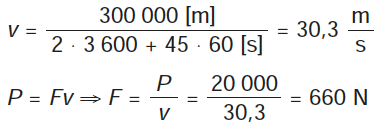 v = 300 000 [m] / 2 · 3 600 + 45 · 60 [s] = 30,3 m/s
P = Fv ⇒ F = P/v = 20 000/30,3 = 660 N